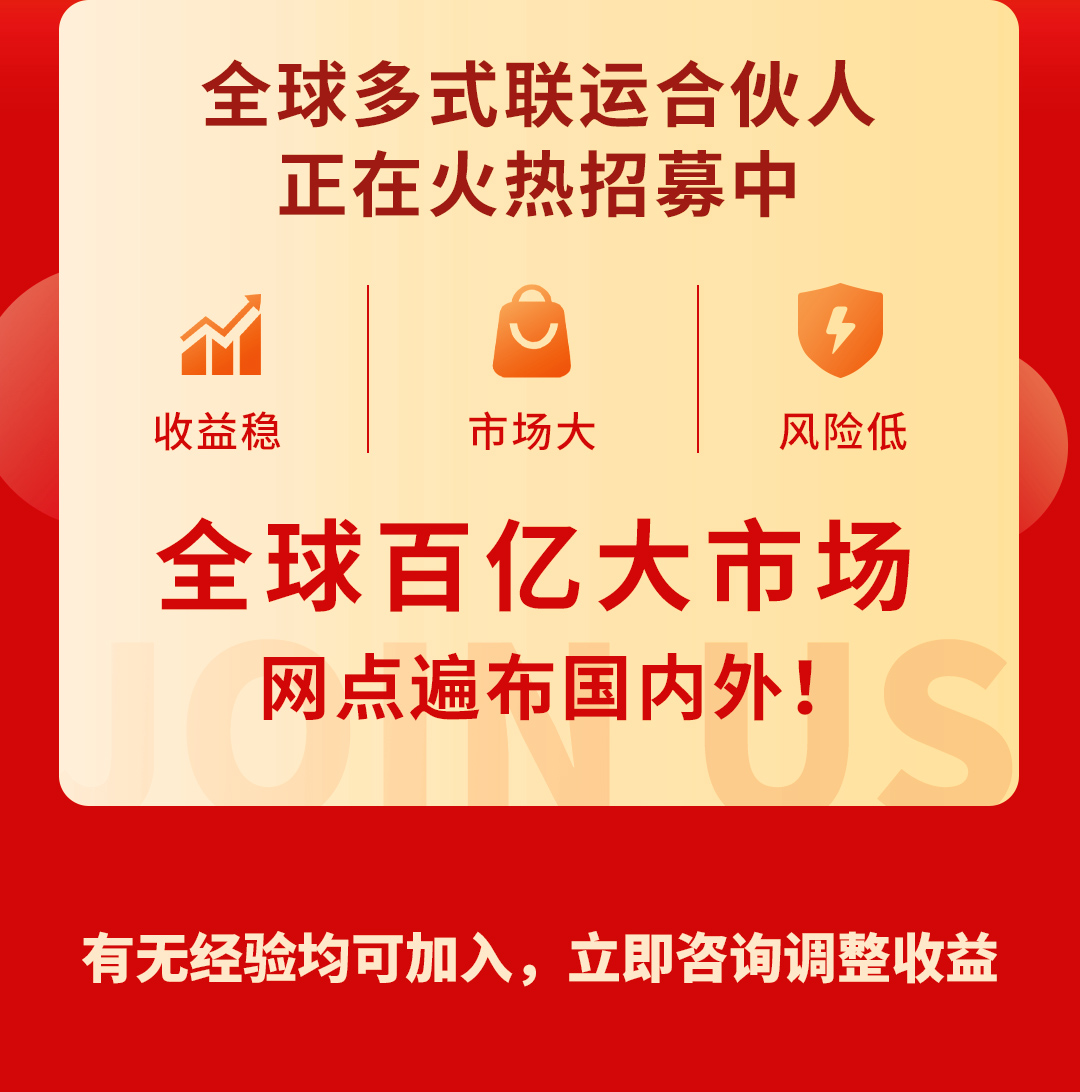 全球多式联运合伙人
正在火热招募中
收益稳
市场大
风险低
全球百亿大市场
网点遍布国内外！
JOIN US
有无经验均可加入，立即咨询调整收益